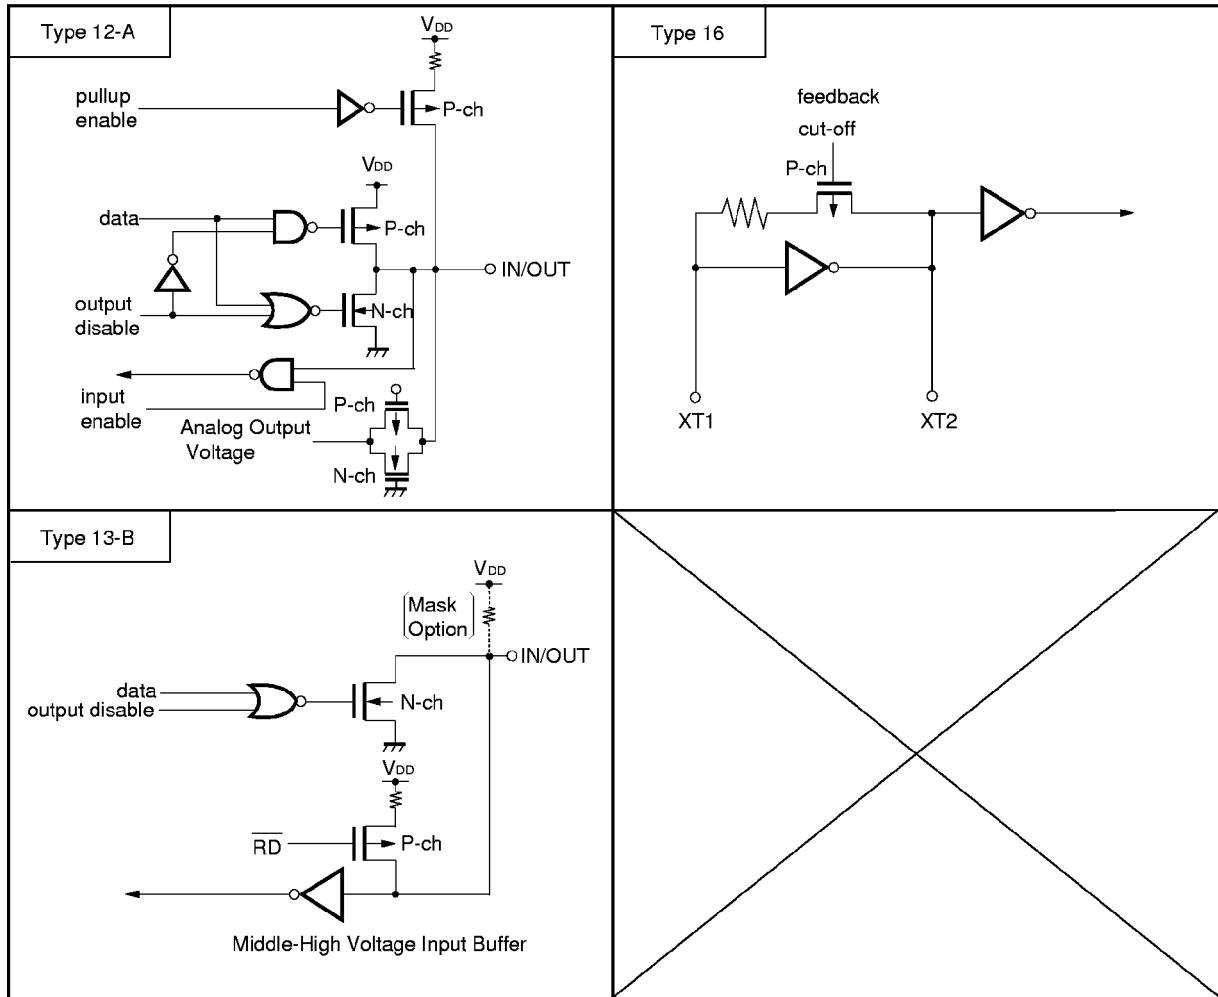 Type 12-A
VDD
pullup
enable
P-ch
VDD
data
P-ch
IN/OUT
output
disable
N-ch
input
enable
P-ch
Analog Output
Voltage
N-ch
Type 16
feedback
cut-off
P-ch
XT1
XT2
Type 13-B
VDD
Mask
Option
IN/OUT
data
output disable
N-ch
VDD
RD
P-ch
Middle-High Voltage Input Buffer